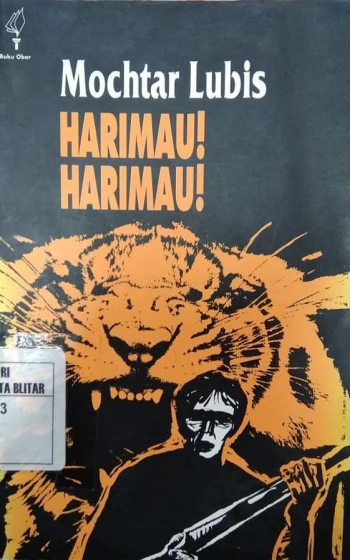 Buku Obor
Mochtar Lubis
HARIMAU!
HARIMAU!
RI
TA BLITAR
3